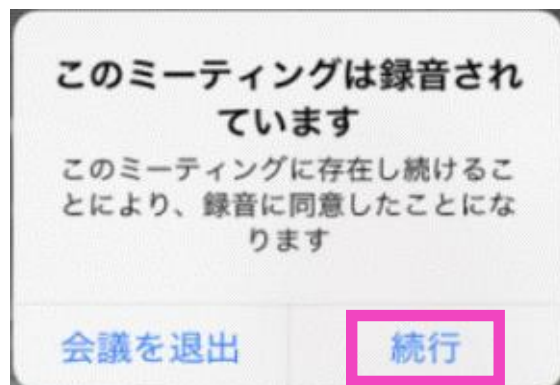 このミーティングは録音され
ています
このミーティングに存在し続けるこ
とにより、録音に同意したことにな
ります
会議を退出
続行